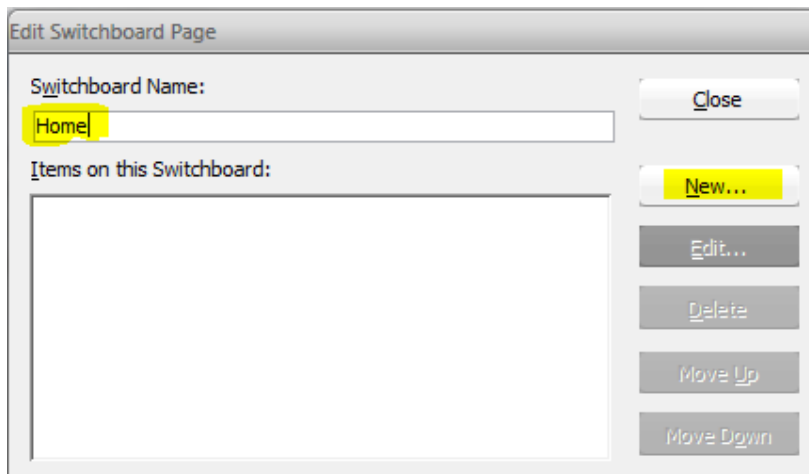 Edit Switchboard Page
Switchboard Name:
Close
Home
Items on this Switchboard:
New...
Edit...
Delete
Move Up
Move Down